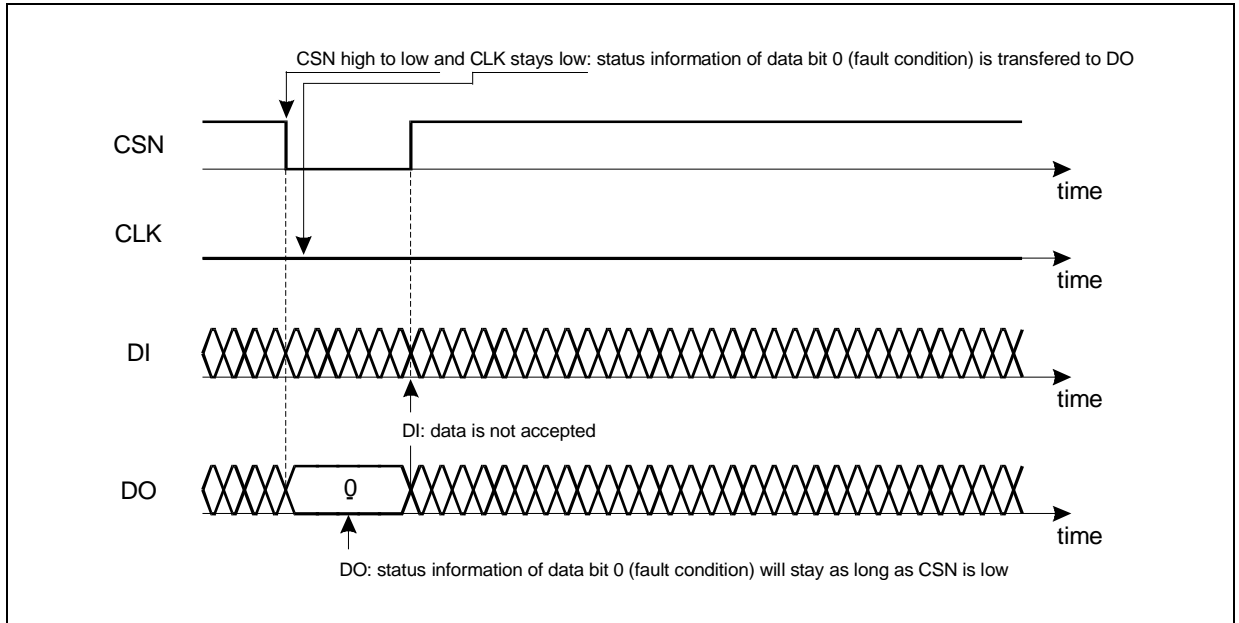 CSN high to low and CLK stays low: status information of data bit 0 (fault condition) is transfered to DO
CSN
time
CLK
time
DI
time
DI: data is not accepted
DO
0
time
DO: status information of data bit 0 (fault condition) will stay as long as CSN is low